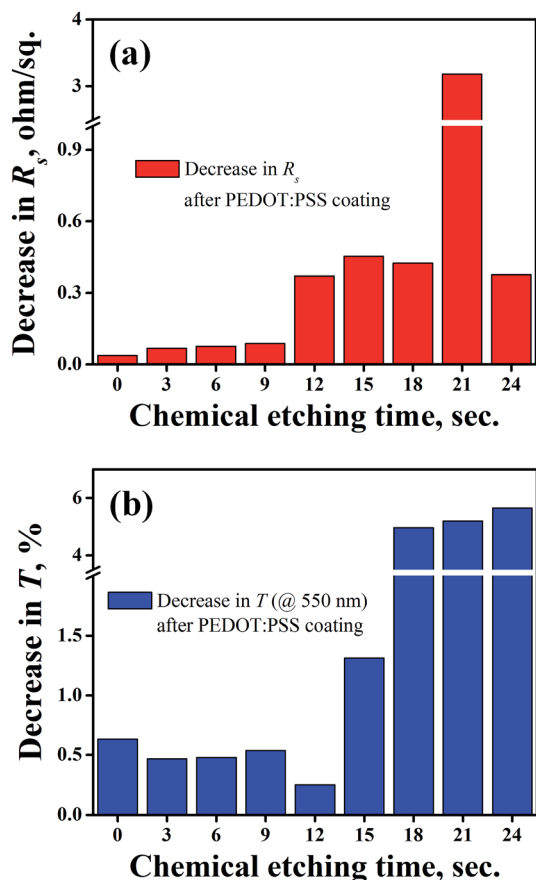 (a)
Decrease in Rs, ohm/sq.
4
3
0.9
0.6
0.3
0.0
Decrease in Rs
after PEDOT:PSS coating
0 3 6 9 12 15 18 21 24
Chemical etching time, sec.
(b)
Decrease in T, %
6
4
1.5
1.0
0.5
0.0
Decrease in T (@ 550 nm)
after PEDOT:PSS coating
0 3 6 9 12 15 18 21 24
Chemical etching time, sec.